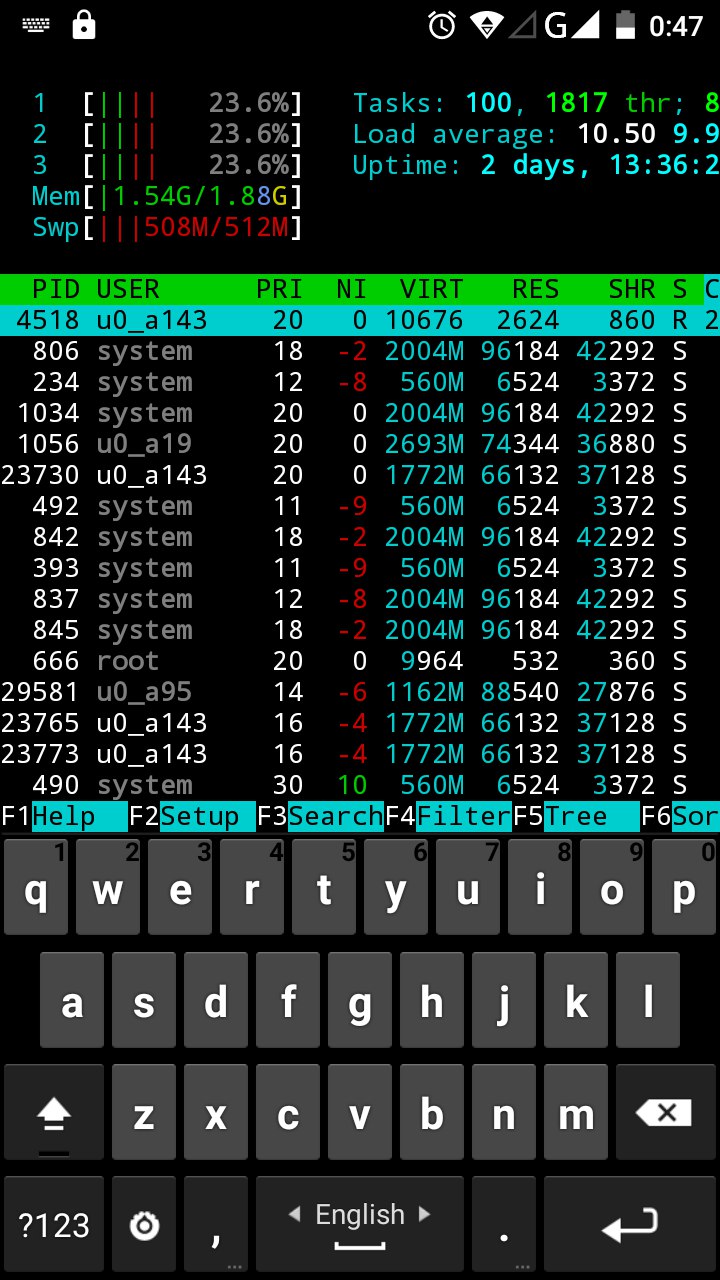 G 0:47
1 [|||| 23.6%] Tasks: 100, 1817 thr; 8
2 [|||| 23.6%] Load average: 10.50 9.9
3 [|||| 23.6%] Uptime: 2 days, 13:36:2
Mem[|1.54G/1.88G]
Swp[|||508M/512M]
PID USER PRI NI VIRT RES SHR S C
4518 u0_a143 20 0 10676 2624 860 R 2
806 system 18 -2 2004M 96184 42292 S
234 system 12 -8 560M 6524 3372 S
1034 system 20 0 2004M 96184 42292 S
1056 u0_a19 20 0 2693M 74344 36880 S
23730 u0_a143 20 0 1772M 66132 37128 S
492 system 11 -9 560M 6524 3372 S
842 system 18 -2 2004M 96184 42292 S
393 system 11 -9 560M 6524 3372 S
837 system 12 -8 2004M 96184 42292 S
845 system 18 -2 2004M 96184 42292 S
666 root 20 0 9964 532 360 S
29581 u0_a95 14 -6 1162M 88540 27876 S
23765 u0_a143 16 -4 1772M 66132 37128 S
23773 u0_a143 16 -4 1772M 66132 37128 S
490 system 30 10 560M 6524 3372 S
F1Help F2Setup F3SearchF4FilterF5Tree F6Sor
1 2 3 4 5 6 7 8 9 0
q w e r t y u i o p
a s d f g h j k l
z x c v b n m
?123 , English .